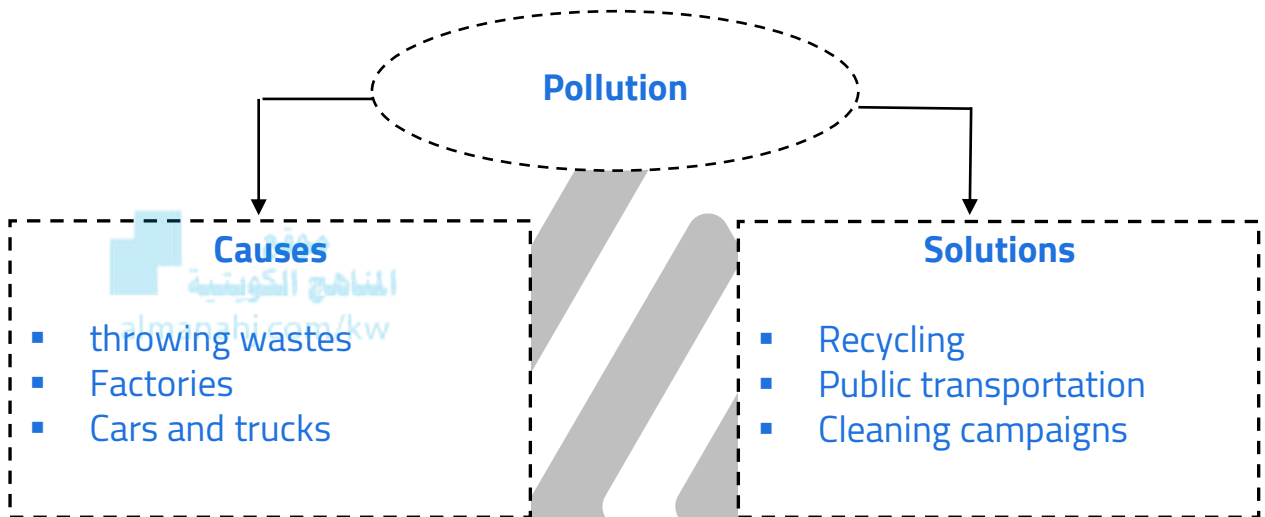 Pollution
Causes
موقع
المناهج الكويتية
almanahj.com/kw
▪ throwing wastes
▪ Factories
▪ Cars and trucks
Solutions
▪ Recycling
▪ Public transportation
▪ Cleaning campaigns